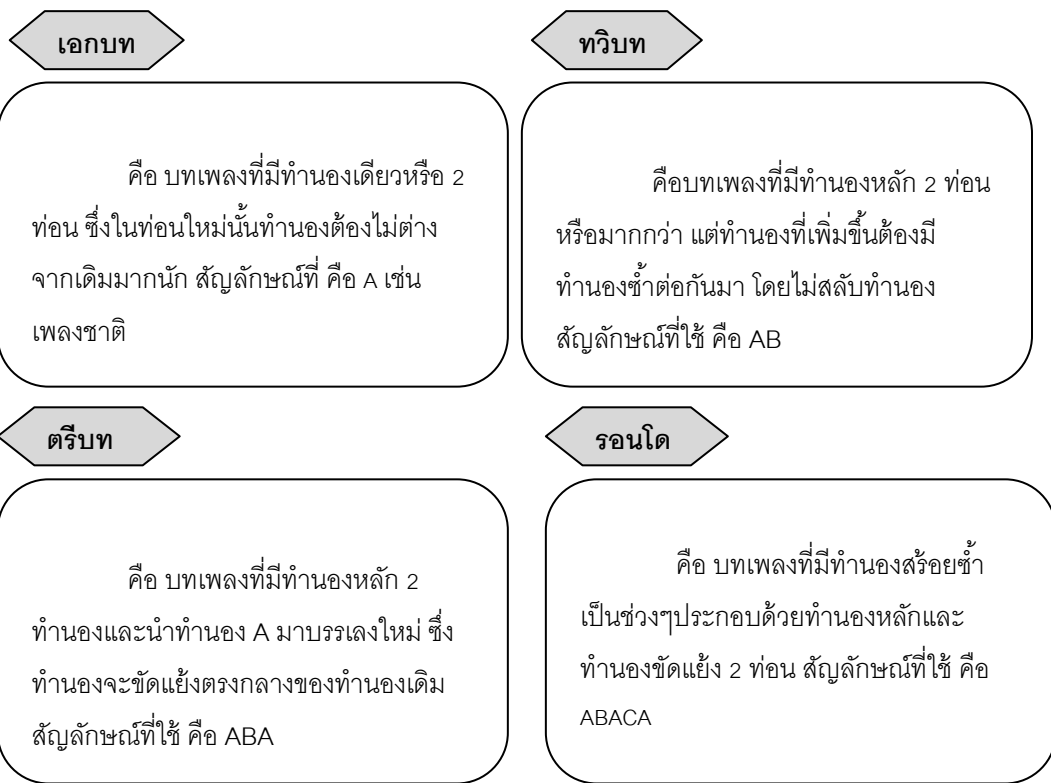 เอกบท
คือ บทเพลงที่มีทำนองเดียวหรือ 2
ท่อน ซึ่งในท่อนใหม่นั้นทำนองต้องไม่ต่าง
จากเดิมมากนัก สัญลักษณ์ที่ คือ A เช่น
เพลงชาติ
ทวิบท
คือบทเพลงที่มีทำนองหลัก 2 ท่อน
หรือมากกว่า แต่ทำนองที่เพิ่มขึ้นต้องมี
ทำนองซ้ำต่อกันมา โดยไม่สลับทำนอง
สัญลักษณ์ที่ใช้ คือ AB
ตรีบท
คือ บทเพลงที่มีทำนองหลัก 2
ทำนองและนำทำนอง A มาบรรเลงใหม่ ซึ่ง
ทำนองจะขัดแย้งตรงกลางของทำนองเดิม
สัญลักษณ์ที่ใช้ คือ ABA
รอนโด
คือ บทเพลงที่มีทำนองสร้อยซ้ำ
เป็นช่วงๆประกอบด้วยทำนองหลักและ
ทำนองขัดแย้ง 2 ท่อน สัญลักษณ์ที่ใช้ คือ
ABACA